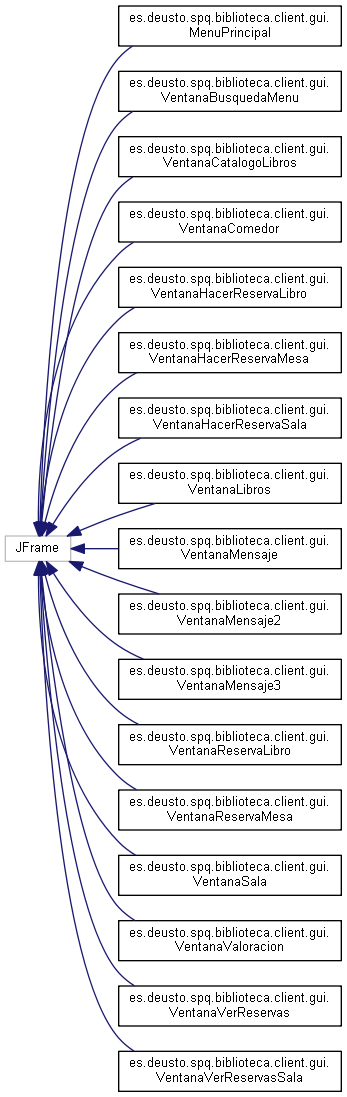 es.deusto.spq.biblioteca.client.gui.
MenuPrincipal
es.deusto.spq.biblioteca.client.gui.
VentanaBusquedaMenu
es.deusto.spq.biblioteca.client.gui.
VentanaCatalogoLibros
es.deusto.spq.biblioteca.client.gui.
VentanaComedor
es.deusto.spq.biblioteca.client.gui.
VentanaHacerReservaLibro
es.deusto.spq.biblioteca.client.gui.
VentanaHacerReservaMesa
es.deusto.spq.biblioteca.client.gui.
VentanaHacerReservaSala
es.deusto.spq.biblioteca.client.gui.
VentanaLibros
JFrame
es.deusto.spq.biblioteca.client.gui.
VentanaMensaje
es.deusto.spq.biblioteca.client.gui.
VentanaMensaje2
es.deusto.spq.biblioteca.client.gui.
VentanaMensaje3
es.deusto.spq.biblioteca.client.gui.
VentanaReservaLibro
es.deusto.spq.biblioteca.client.gui.
VentanaReservaMesa
es.deusto.spq.biblioteca.client.gui.
VentanaSala
es.deusto.spq.biblioteca.client.gui.
VentanaValoracion
es.deusto.spq.biblioteca.client.gui.
VentanaVerReservas
es.deusto.spq.biblioteca.client.gui.
VentanaVerReservasSala